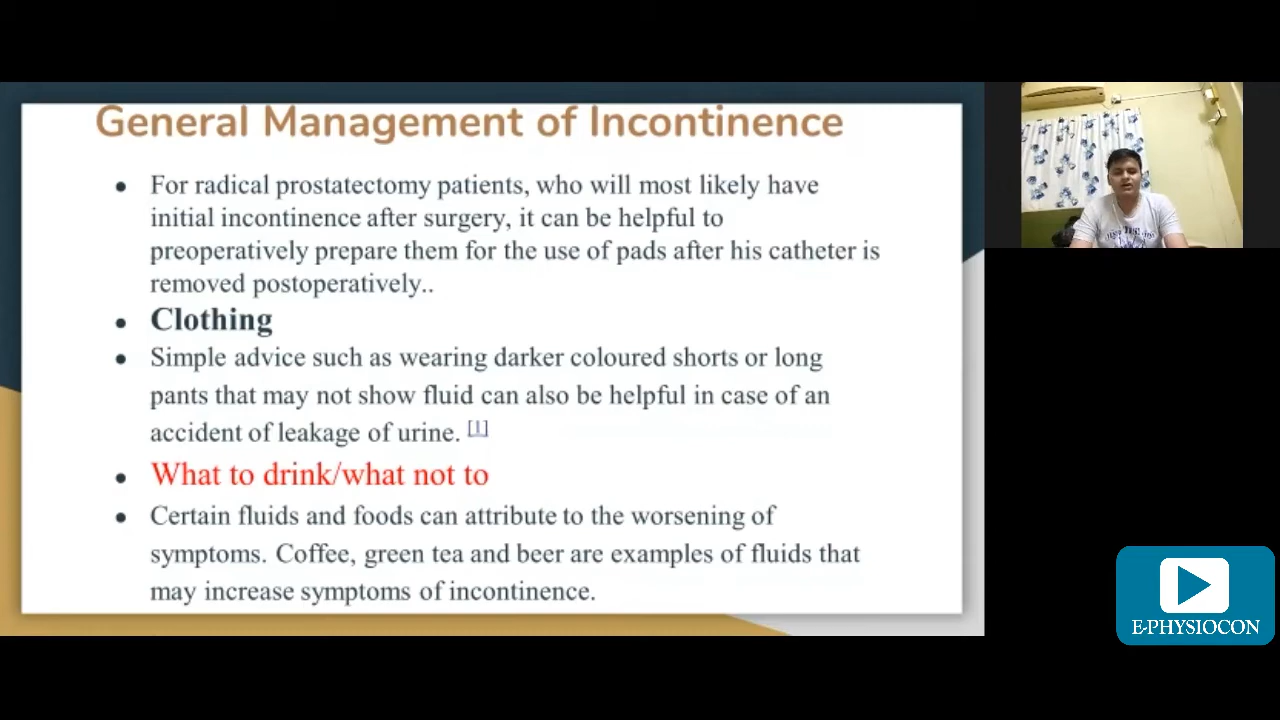 General Management of Incontinence
• For radical prostatectomy patients, who will most likely have
initial incontinence after surgery, it can be helpful to
preoperatively prepare them for the use of pads after his catheter is
removed postoperatively..
• Clothing
• Simple advice such as wearing darker coloured shorts or long
pants that may not show fluid can also be helpful in case of an
accident of leakage of urine. [1]
• What to drink/what not to
• Certain fluids and foods can attribute to the worsening of
symptoms. Coffee, green tea and beer are examples of fluids that
may increase symptoms of incontinence.
E-PHYSIOCON